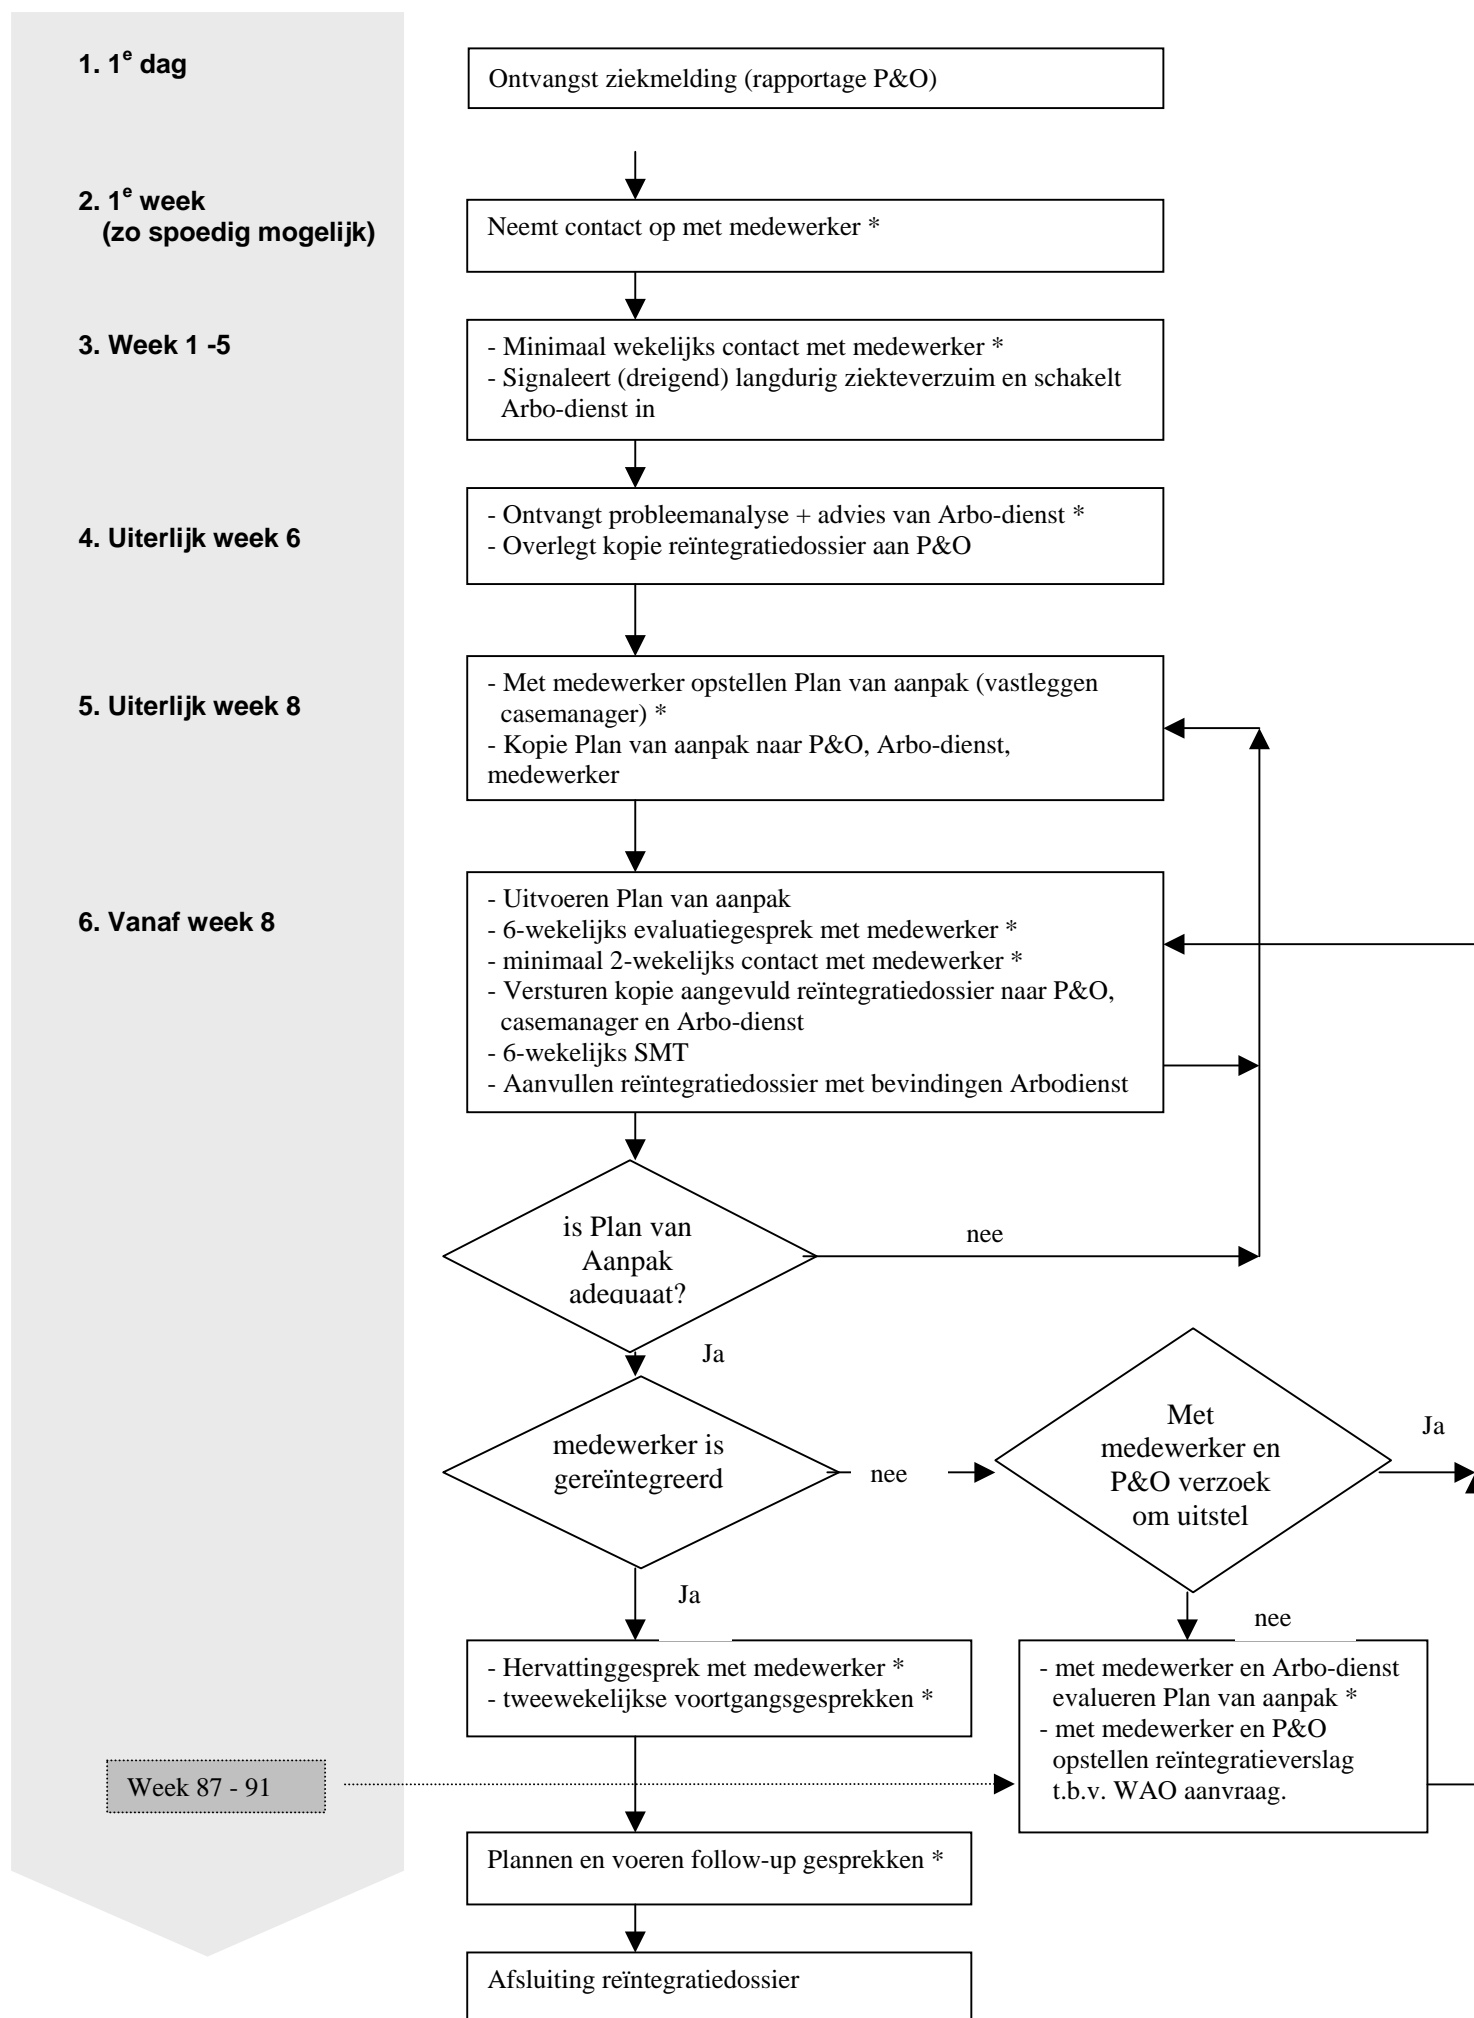 1. 1e dag
Ontvangst ziekmelding (rapportage P&O)
2. 1e week
(zo spoedig mogelijk)
Neemt contact op met medewerker *
3. Week 1 -5
- Minimaal wekelijks contact met medewerker *
- Signaleert (dreigend) langdurig ziekteverzuim en schakelt
Arbo-dienst in
4. Uiterlijk week 6
- Ontvangt probleemanalyse + advies van Arbo-dienst *
- Overlegt kopie reïntegratiedossier aan P&O
5. Uiterlijk week 8
- Met medewerker opstellen Plan van aanpak (vastleggen
casemanager) *
- Kopie Plan van aanpak naar P&O, Arbo-dienst,
medewerker
6. Vanaf week 8
- Uitvoeren Plan van aanpak
- 6-wekelijks evaluatiegesprek met medewerker *
- minimaal 2-wekelijks contact met medewerker *
- Versturen kopie aangevuld reïntegratiedossier naar P&O,
casemanager en Arbo-dienst
- 6-wekelijks SMT
- Aanvullen reïntegratiedossier met bevindingen Arbodienst
is Plan van
Aanpak
adequaat?
nee
Ja
medewerker is
gereïntegreerd
nee
Met
medewerker en
P&O verzoek
om uitstel
Ja
Ja
nee
- Hervattinggesprek met medewerker *
- tweewekelijkse voortgangsgesprekken *
- met medewerker en Arbo-dienst
evalueren Plan van aanpak *
- met medewerker en P&O
opstellen reïntegratieverslag
t.b.v. WAO aanvraag.
Week 87 - 91
Plannen en voeren follow-up gesprekken *
Afsluiting reïntegratiedossier